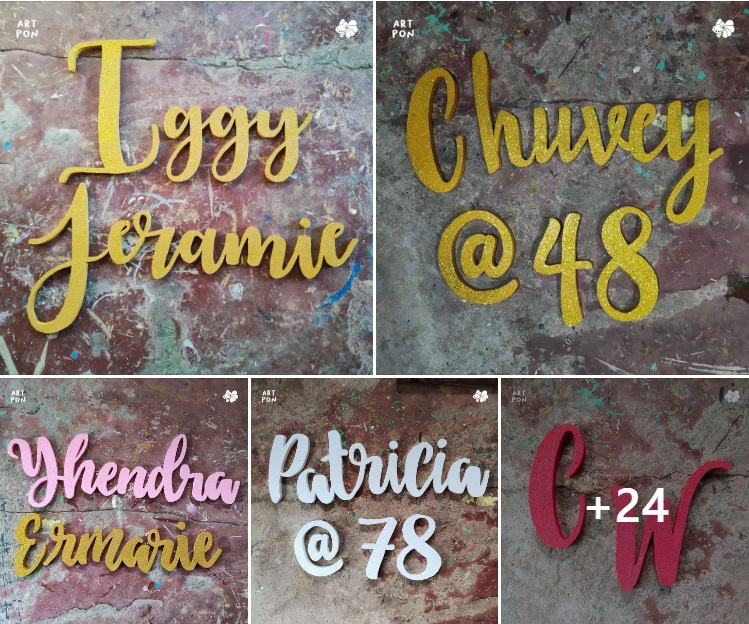 ART
PON
Iggy
Jeramie
ART
PON
Chuvey
@ 48
ART
PON
Yhendra
Ermarie
ART
PON
Patricia
@ 78
ART
PON
C W
+24